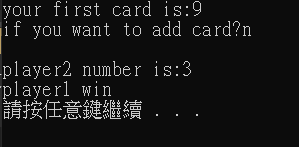 your first card is:9
if you want to add card?n
player2 number is:3
player1 win
請按任意鍵繼續 . . .